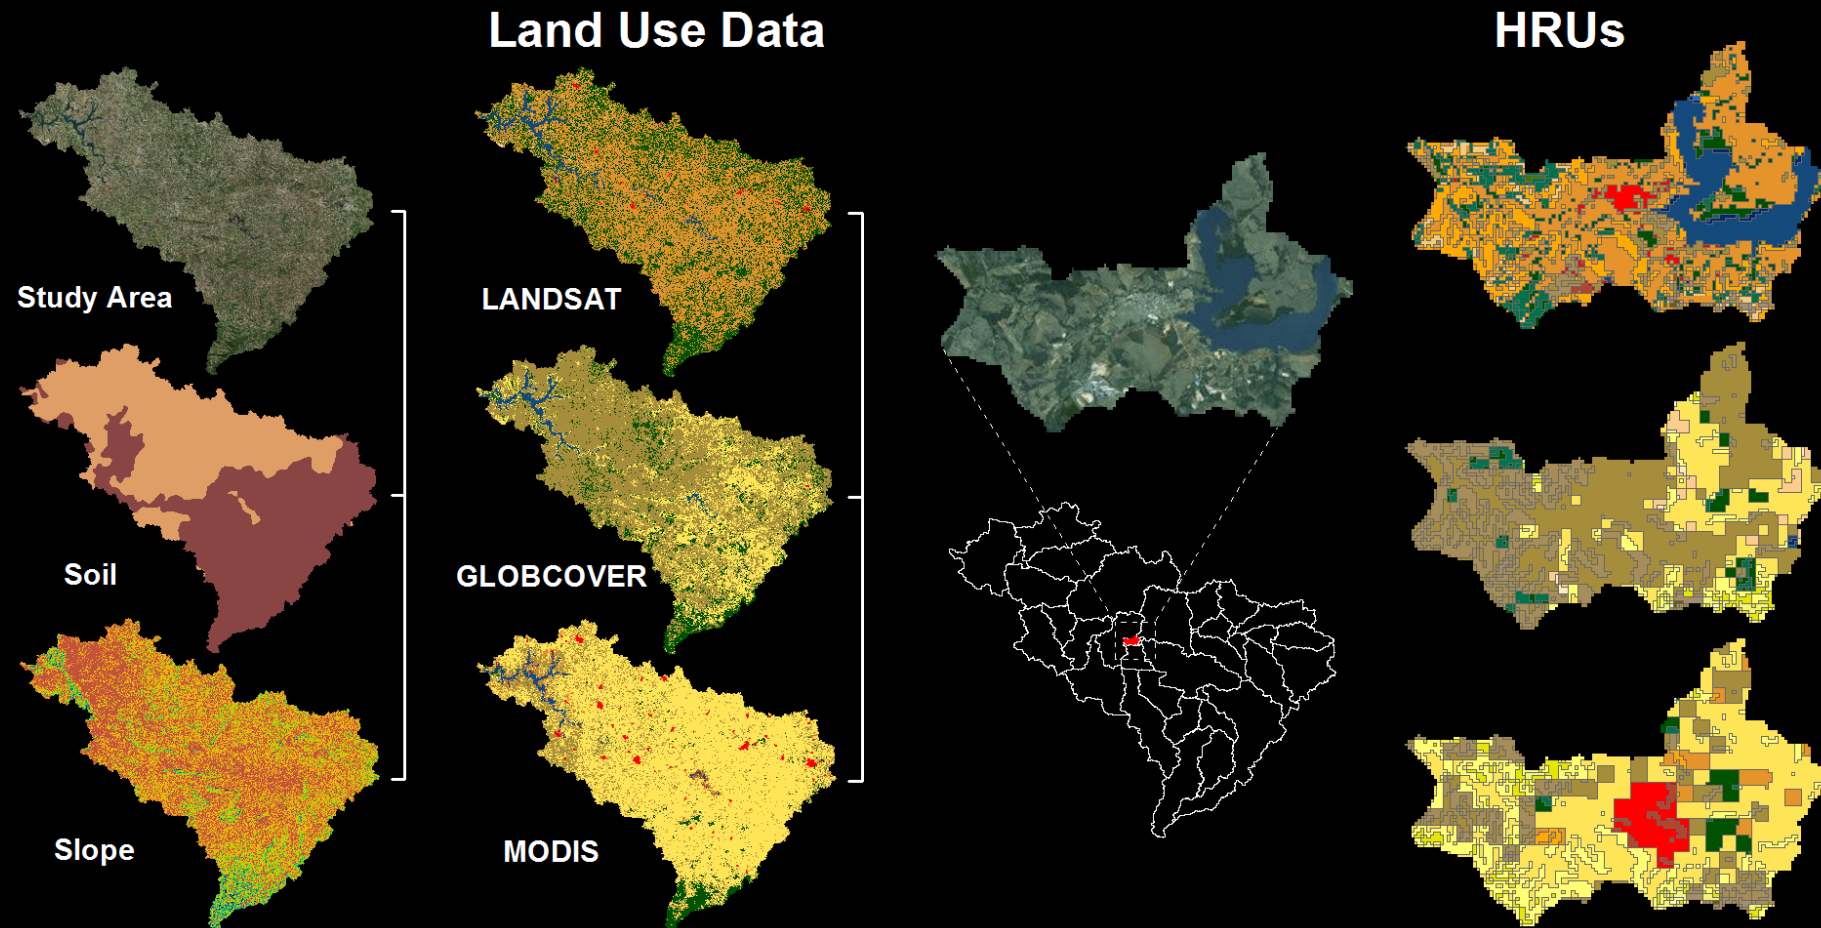 Land Use Data
HRUs
Study Area
LANDSAT
Soil
GLOBCOVER
Slope
MODIS